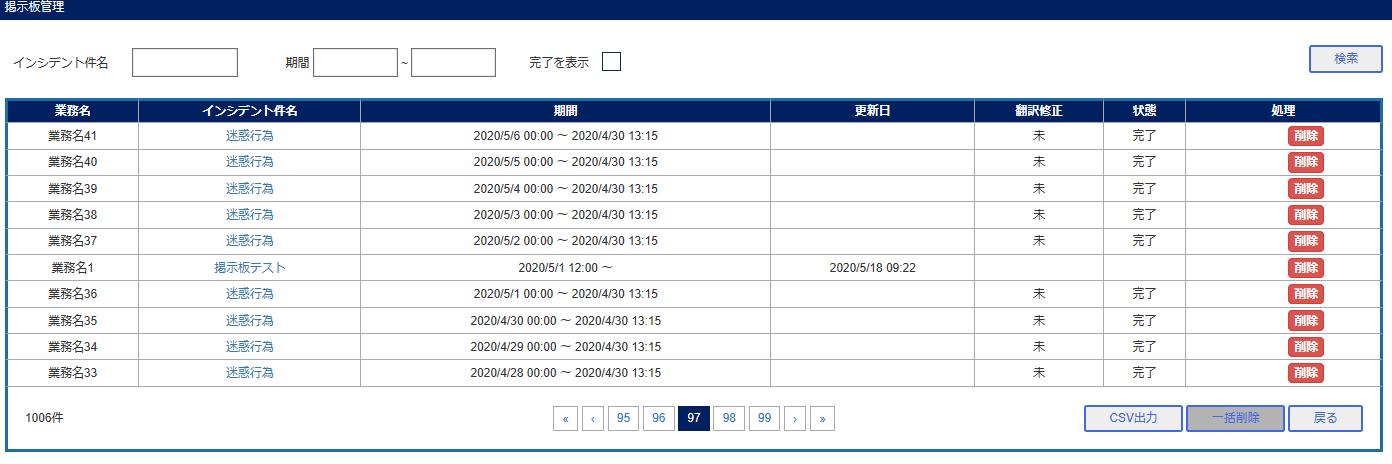 掲示板管理
インシデント件名 期間 ~ 完了を表示 検索
業務名 インシデント件名 期間 更新日 翻訳修正 状態 処理
業務名41 迷惑行為 2020/5/6 00:00 ～ 2020/4/30 13:15 未 完了 削除
業務名40 迷惑行為 2020/5/5 00:00 ～ 2020/4/30 13:15 未 完了 削除
業務名39 迷惑行為 2020/5/4 00:00 ～ 2020/4/30 13:15 未 完了 削除
業務名38 迷惑行為 2020/5/3 00:00 ～ 2020/4/30 13:15 未 完了 削除
業務名37 迷惑行為 2020/5/2 00:00 ～ 2020/4/30 13:15 未 完了 削除
業務名1 掲示板テスト 2020/5/1 12:00 ～ 2020/5/18 09:22 削除
業務名36 迷惑行為 2020/5/1 00:00 ～ 2020/4/30 13:15 未 完了 削除
業務名35 迷惑行為 2020/4/30 00:00 ～ 2020/4/30 13:15 未 完了 削除
業務名34 迷惑行為 2020/4/29 00:00 ～ 2020/4/30 13:15 未 完了 削除
業務名33 迷惑行為 2020/4/28 00:00 ～ 2020/4/30 13:15 未 完了 削除
1006件 « ‹ 95 96 97 98 99 › » CSV出力 一括削除 戻る